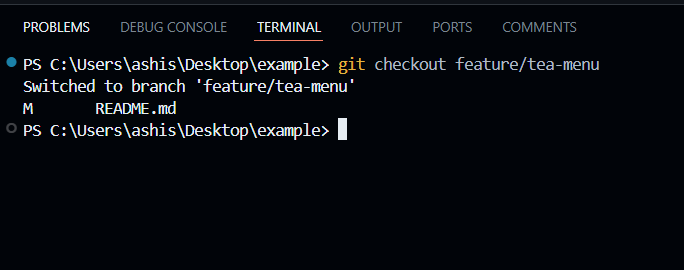 PROBLEMS DEBUG CONSOLE TERMINAL OUTPUT PORTS COMMENTS
PS C:\Users\ashis\Desktop\example> git checkout feature/tea-menu
Switched to branch 'feature/tea-menu'
M       README.md
PS C:\Users\ashis\Desktop\example>